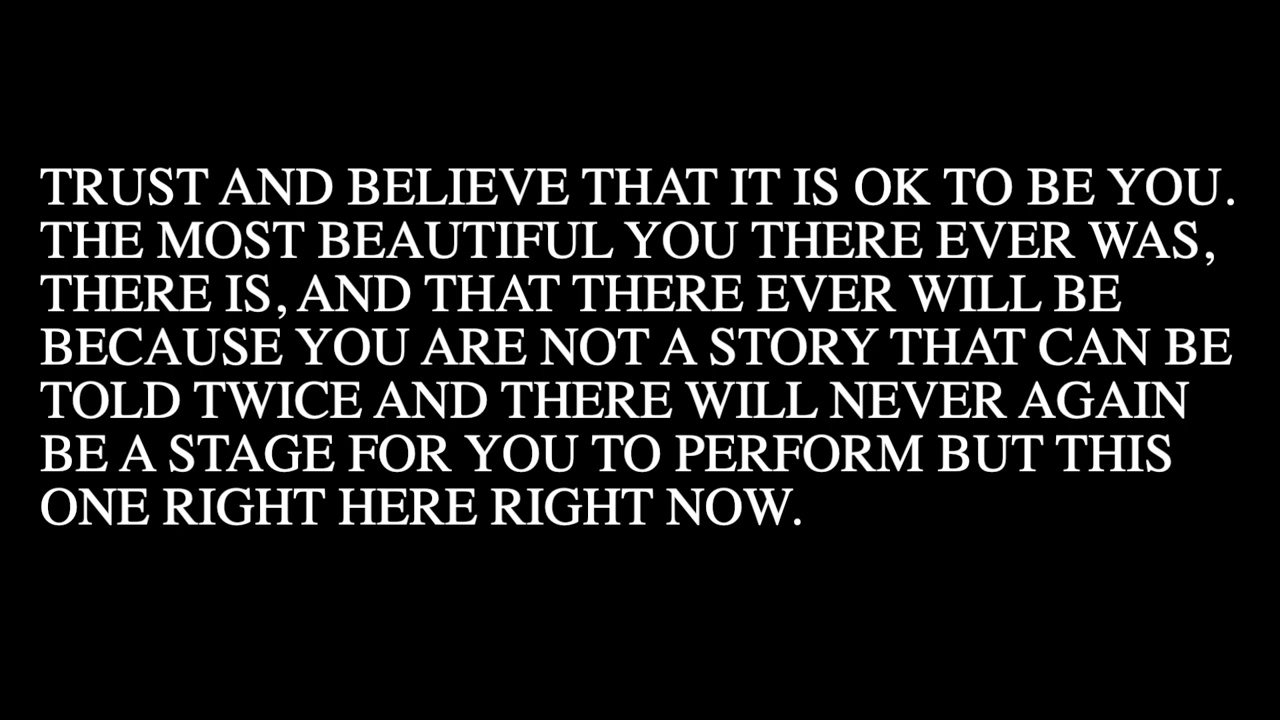 TRUST AND BELIEVE THAT IT IS OK TO BE YOU.
THE MOST BEAUTIFUL YOU THERE EVER WAS,
THERE IS, AND THAT THERE EVER WILL BE
BECAUSE YOU ARE NOT A STORY THAT CAN BE
TOLD TWICE AND THERE WILL NEVER AGAIN
BE A STAGE FOR YOU TO PERFORM BUT THIS
ONE RIGHT HERE RIGHT NOW.